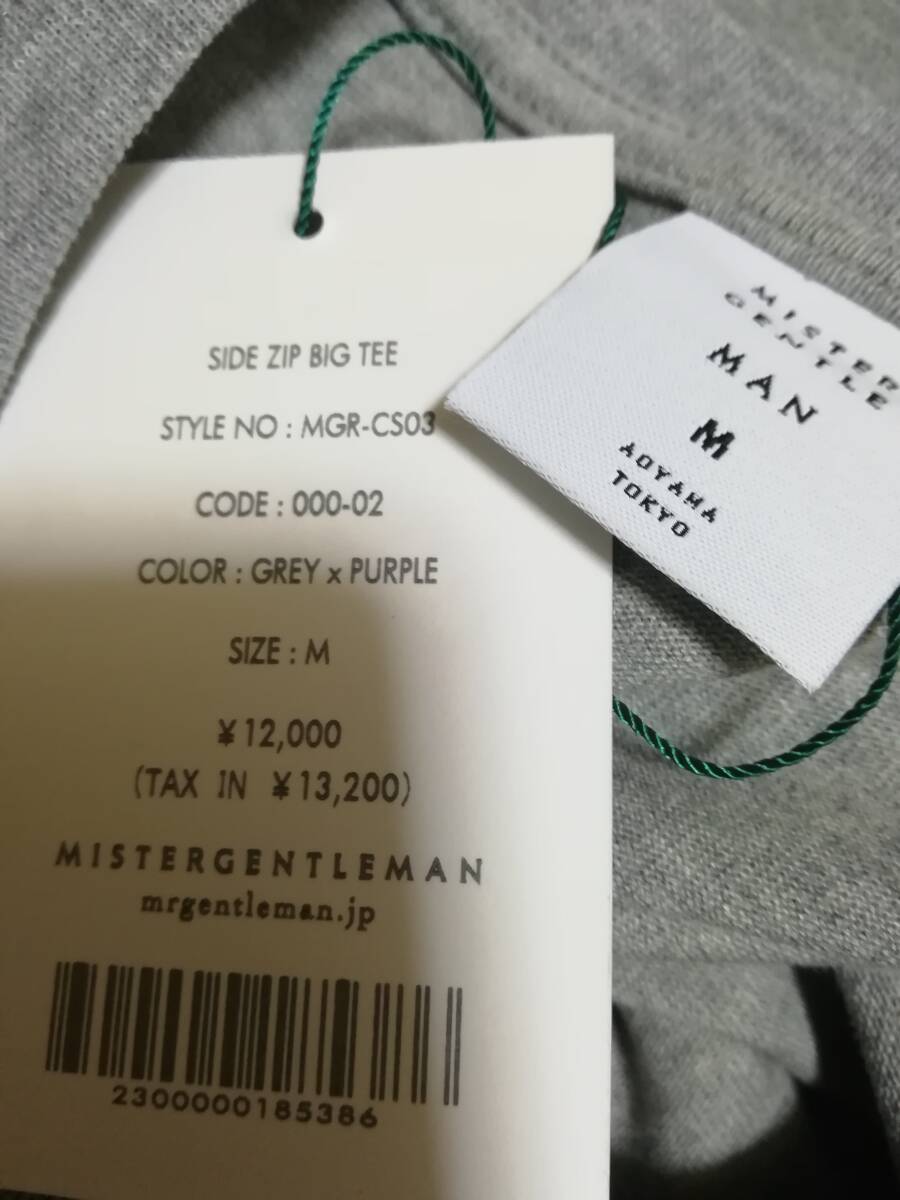 SIDE ZIP BIG TEE
STYLE NO : MGR-CS03
CODE : 000-02
COLOR : GREY x PURPLE
SIZE : M
¥12,000
(TAX IN ¥13,200)
MISTERGENTLEMAN
mrgentleman.jp
2300000185386
MISTER
GENTLE
MAN
M
AOYAMA
TOKYO